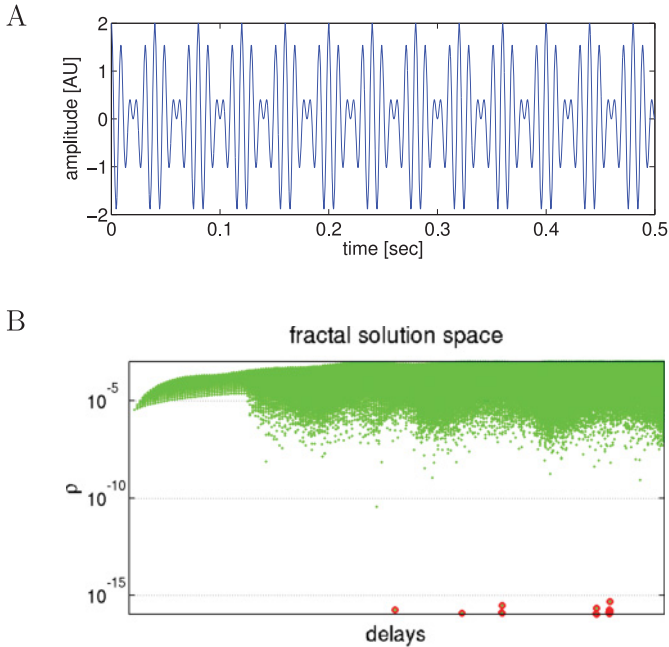 A
amplitude [AU]
2
1
0
−1
−2
0 0.1 0.2 0.3 0.4 0.5
time [sec]
B
fractal solution space
ρ
10⁻⁵
10⁻¹⁰
10⁻¹⁵
delays